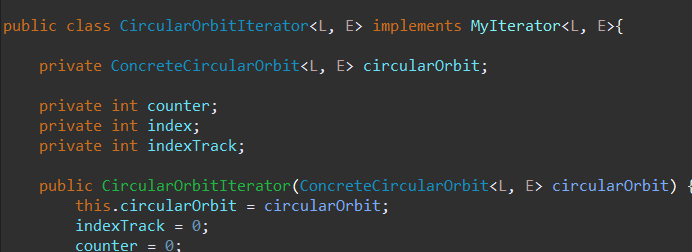 public class CircularOrbitIterator<L, E> implements MyIterator<L, E>{
private ConcreteCircularOrbit<L, E> circularOrbit;
private int counter;
private int index;
private int indexTrack;
public CircularOrbitIterator(ConcreteCircularOrbit<L, E> circularOrbit) {
this.circularOrbit = circularOrbit;
indexTrack = 0;
counter = 0;